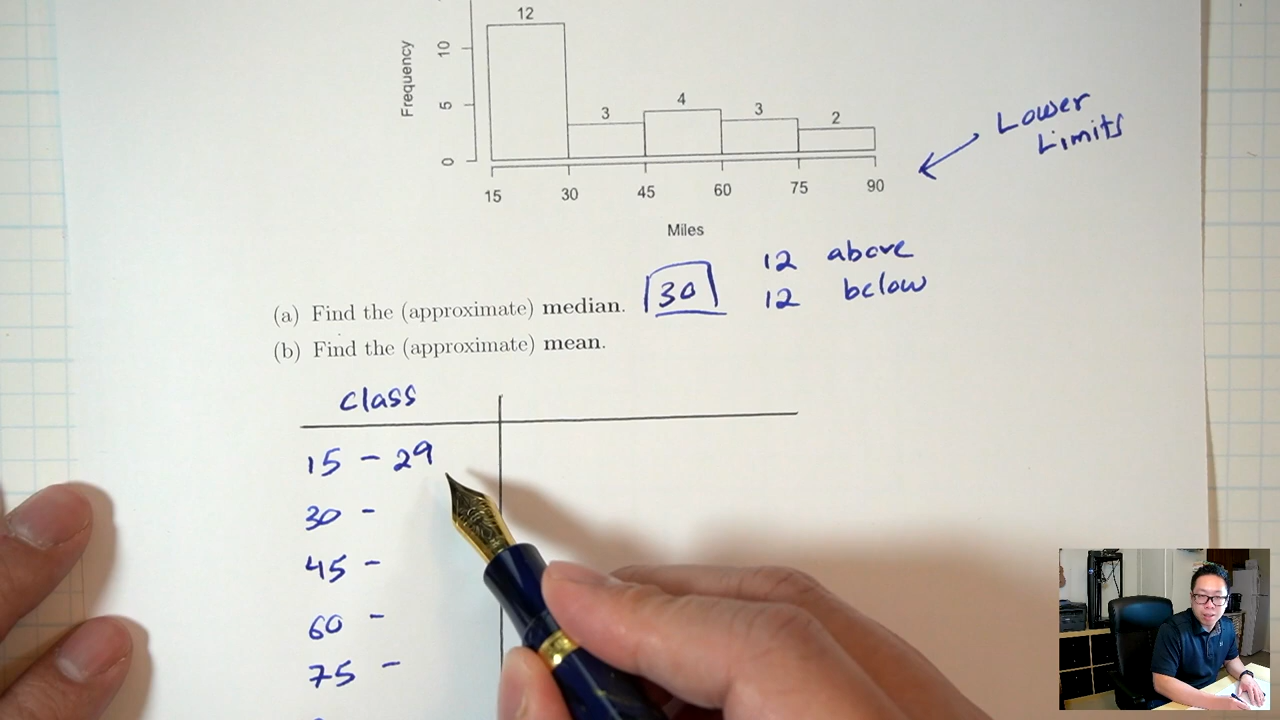 12
10
Frequency
5
0
3
4
3
2
15 30 45 60 75 90
Miles
Lower
Limits
(a) Find the (approximate) median. 30
12 above
12 below
(b) Find the (approximate) mean.
class
15 - 29
30 -
45 -
60 -
75 -